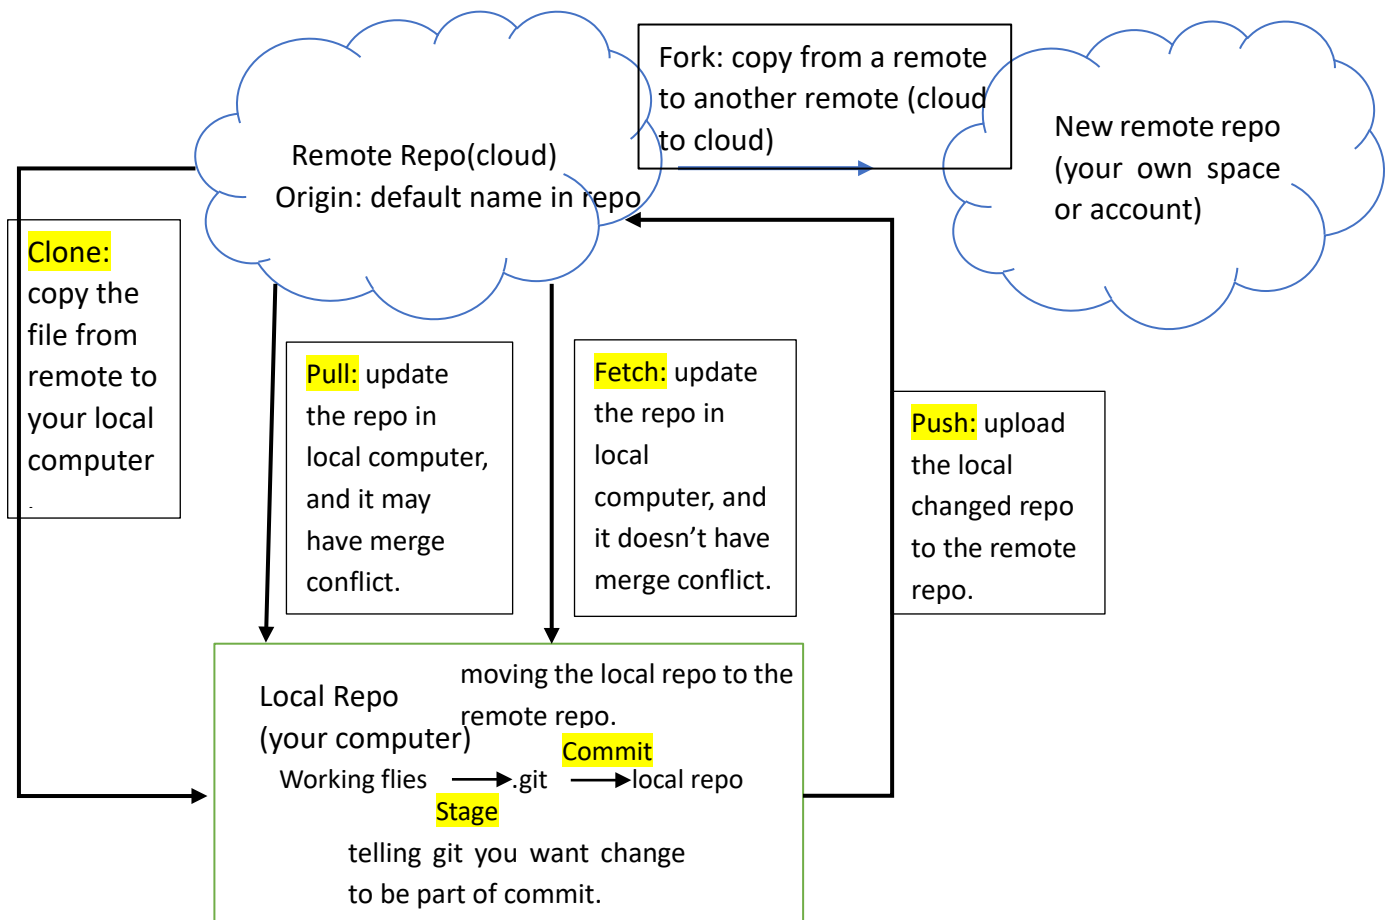 Fork: copy from a remote
to another remote (cloud
to cloud)
Remote Repo(cloud)
Origin: default name in repo
New remote repo
(your own space
or account)
Clone:
copy the
file from
remote to
your local
computer
.
Pull: update
the repo in
local computer,
and it may
have merge
conflict.
Fetch: update
the repo in
local
computer, and
it doesn’t have
merge conflict.
Push: upload
the local
changed repo
to the remote
repo.
Local Repo
(your computer)
moving the local repo to the
remote repo.
Commit
Working flies
.git
local repo
Stage
telling git you want change
to be part of commit.